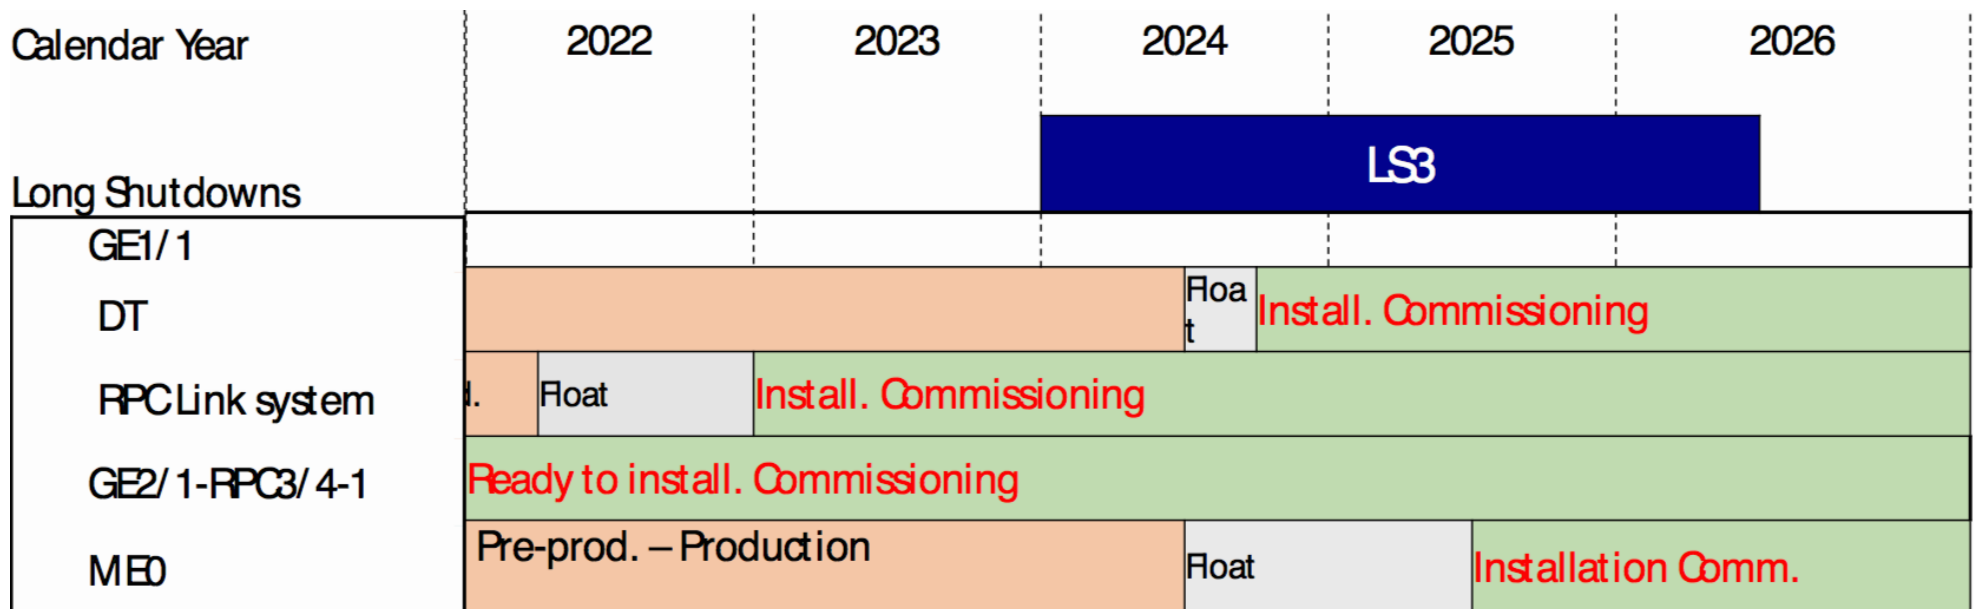 Calendar Year 2022 2023 2024 2025 2026
LS3
Long Shutdowns
GE1/1
DT
Floa
t
Install. Commissioning
RPC Link system
d. Float Install. Commissioning
GE2/1-RPC3/4-1 Ready to install. Commissioning
Pre-prod. – Production
ME0 Float Installation Comm.